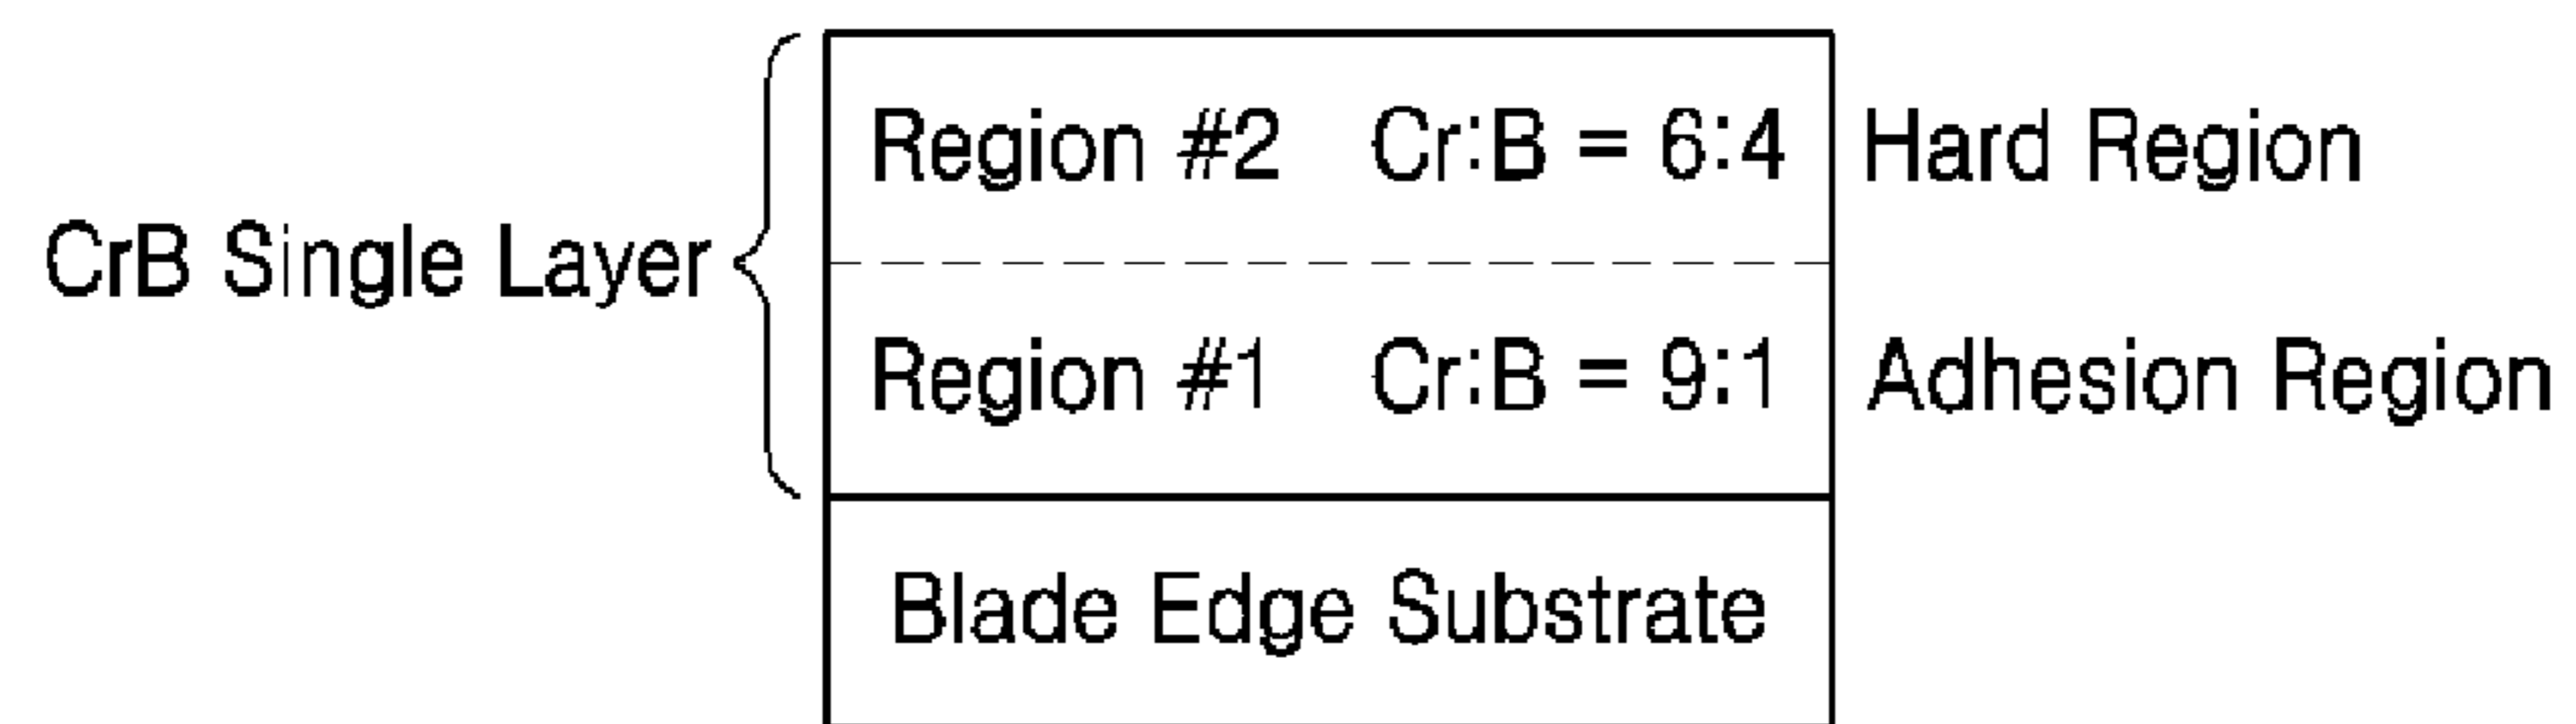 Region #2 Cr:B = 6:4 Hard Region
CrB Single Layer
Region #1 Cr:B = 9:1 Adhesion Region
Blade Edge Substrate